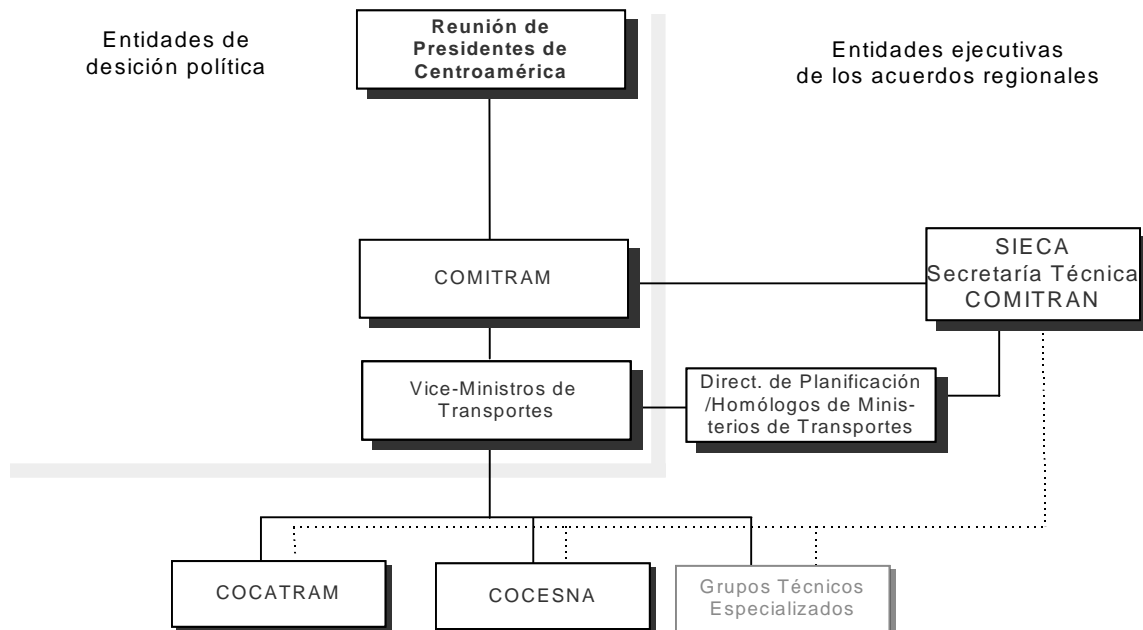 Entidades de
desición política
Reunión de
Presidentes de
Centroamérica
Entidades ejecutivas
de los acuerdos regionales
COMITRAM
SIECA
Secretaría Técnica
COMITRAN
Vice-Ministros de
Transportes
Direct. de Planificación
/Homólogos de Minis-
terios de Transportes
COCATRAM
COCESNA
Grupos Técnicos
Especializados